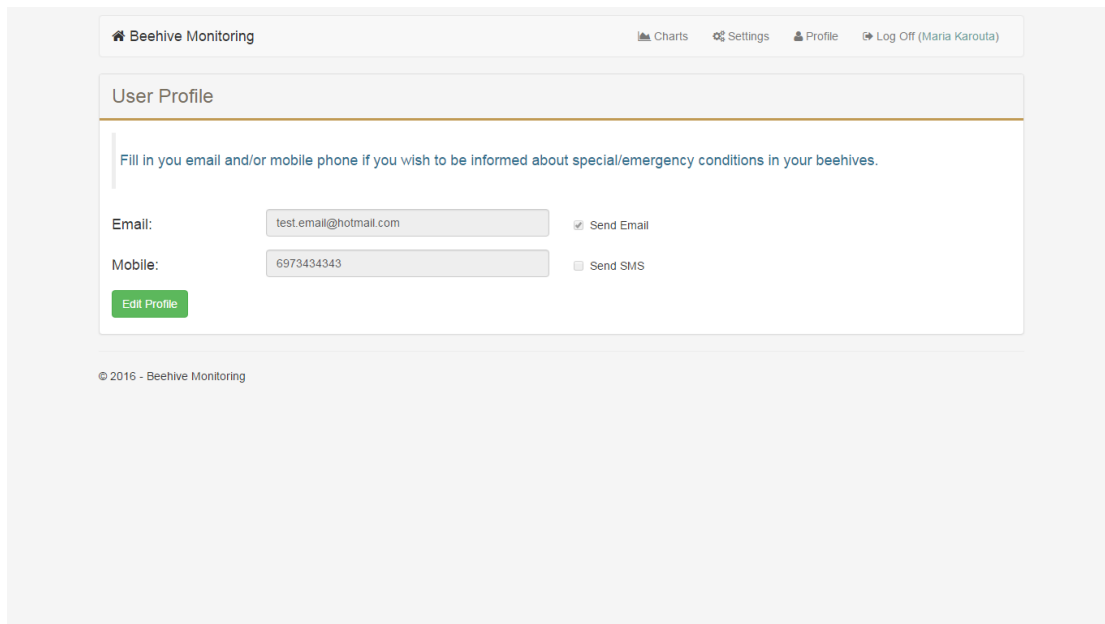 Beehive Monitoring Charts Settings Profile Log Off (Maria Karouta)
User Profile
Fill in you email and/or mobile phone if you wish to be informed about special/emergency conditions in your beehives.
Email: test.email@hotmail.com Send Email
Mobile: 6973434343 Send SMS
Edit Profile
© 2016 - Beehive Monitoring